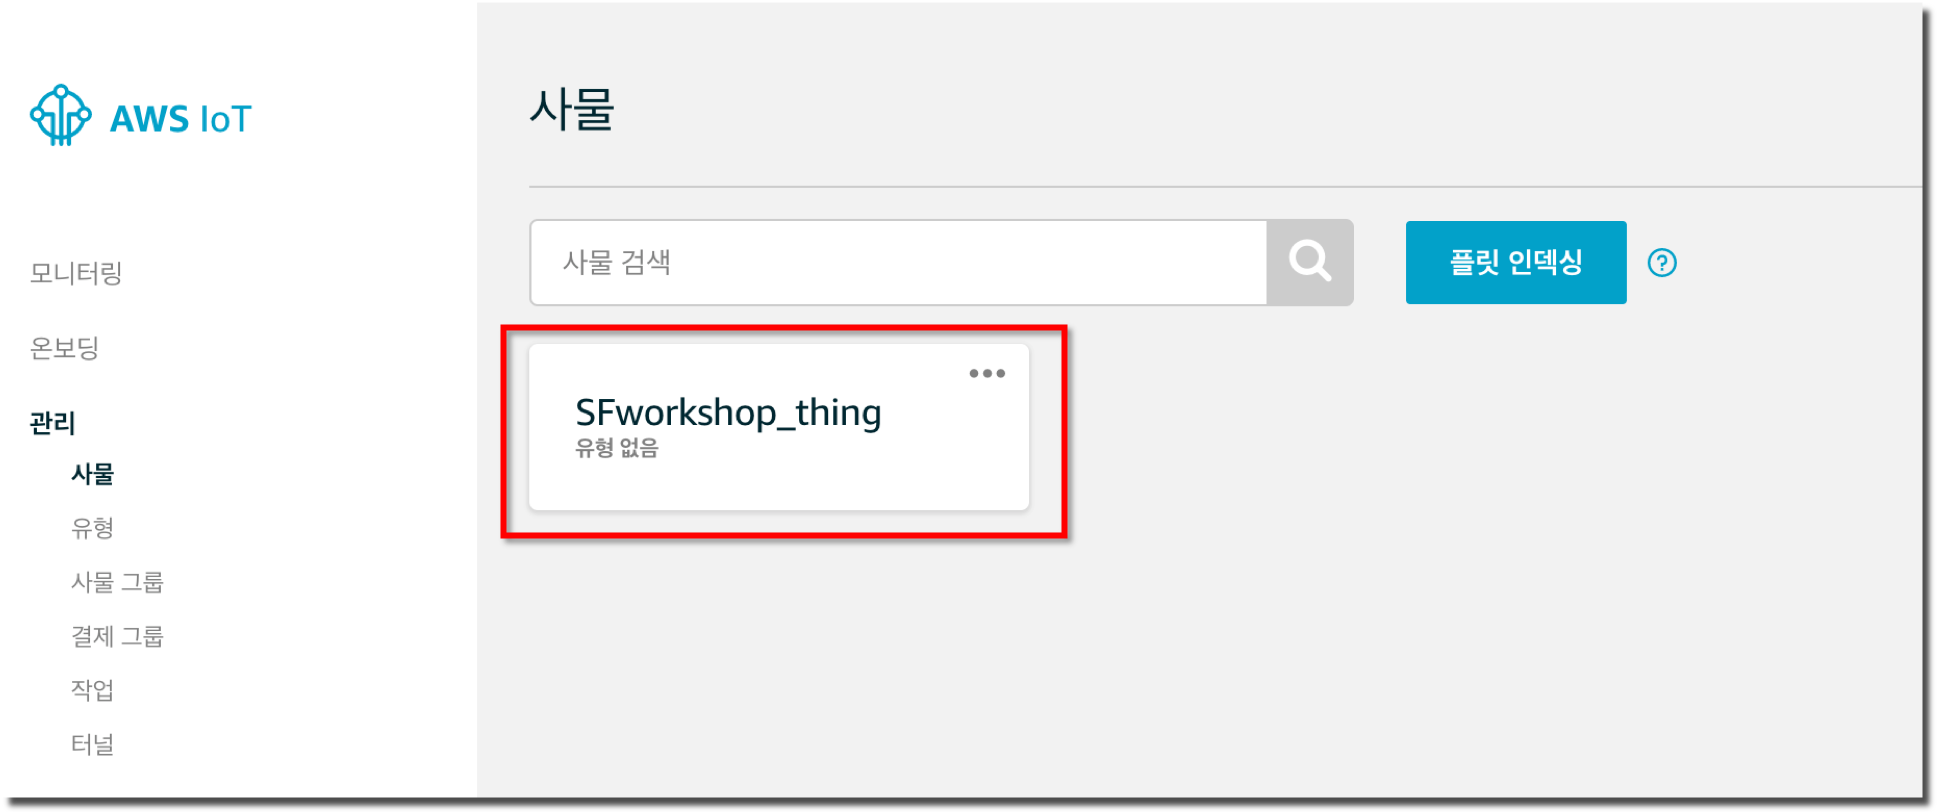 AWS IoT
모니터링
온보딩
관리
사물
유형
사물 그룹
결제 그룹
작업
터널
사물
사물 검색
플릿 인덱싱
?
SFworkshop_thing
유형 없음